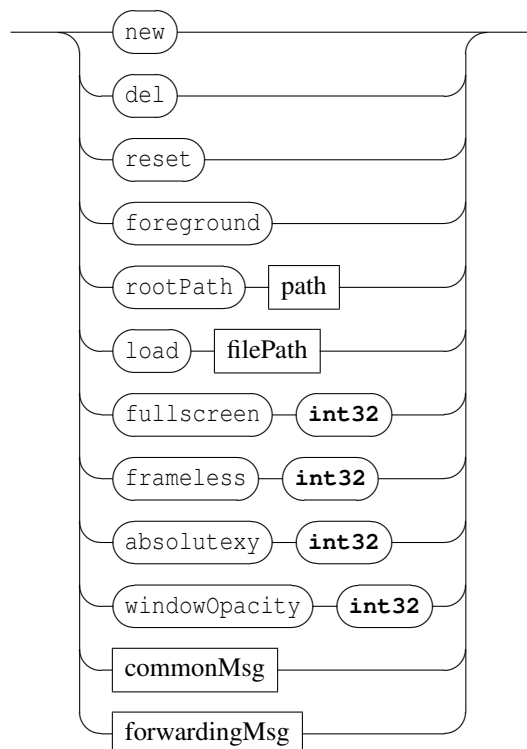 new
del
reset
foreground
rootPath path
load filePath
fullscreen int32
frameless int32
absolutexy int32
windowOpacity int32
commonMsg
forwardingMsg